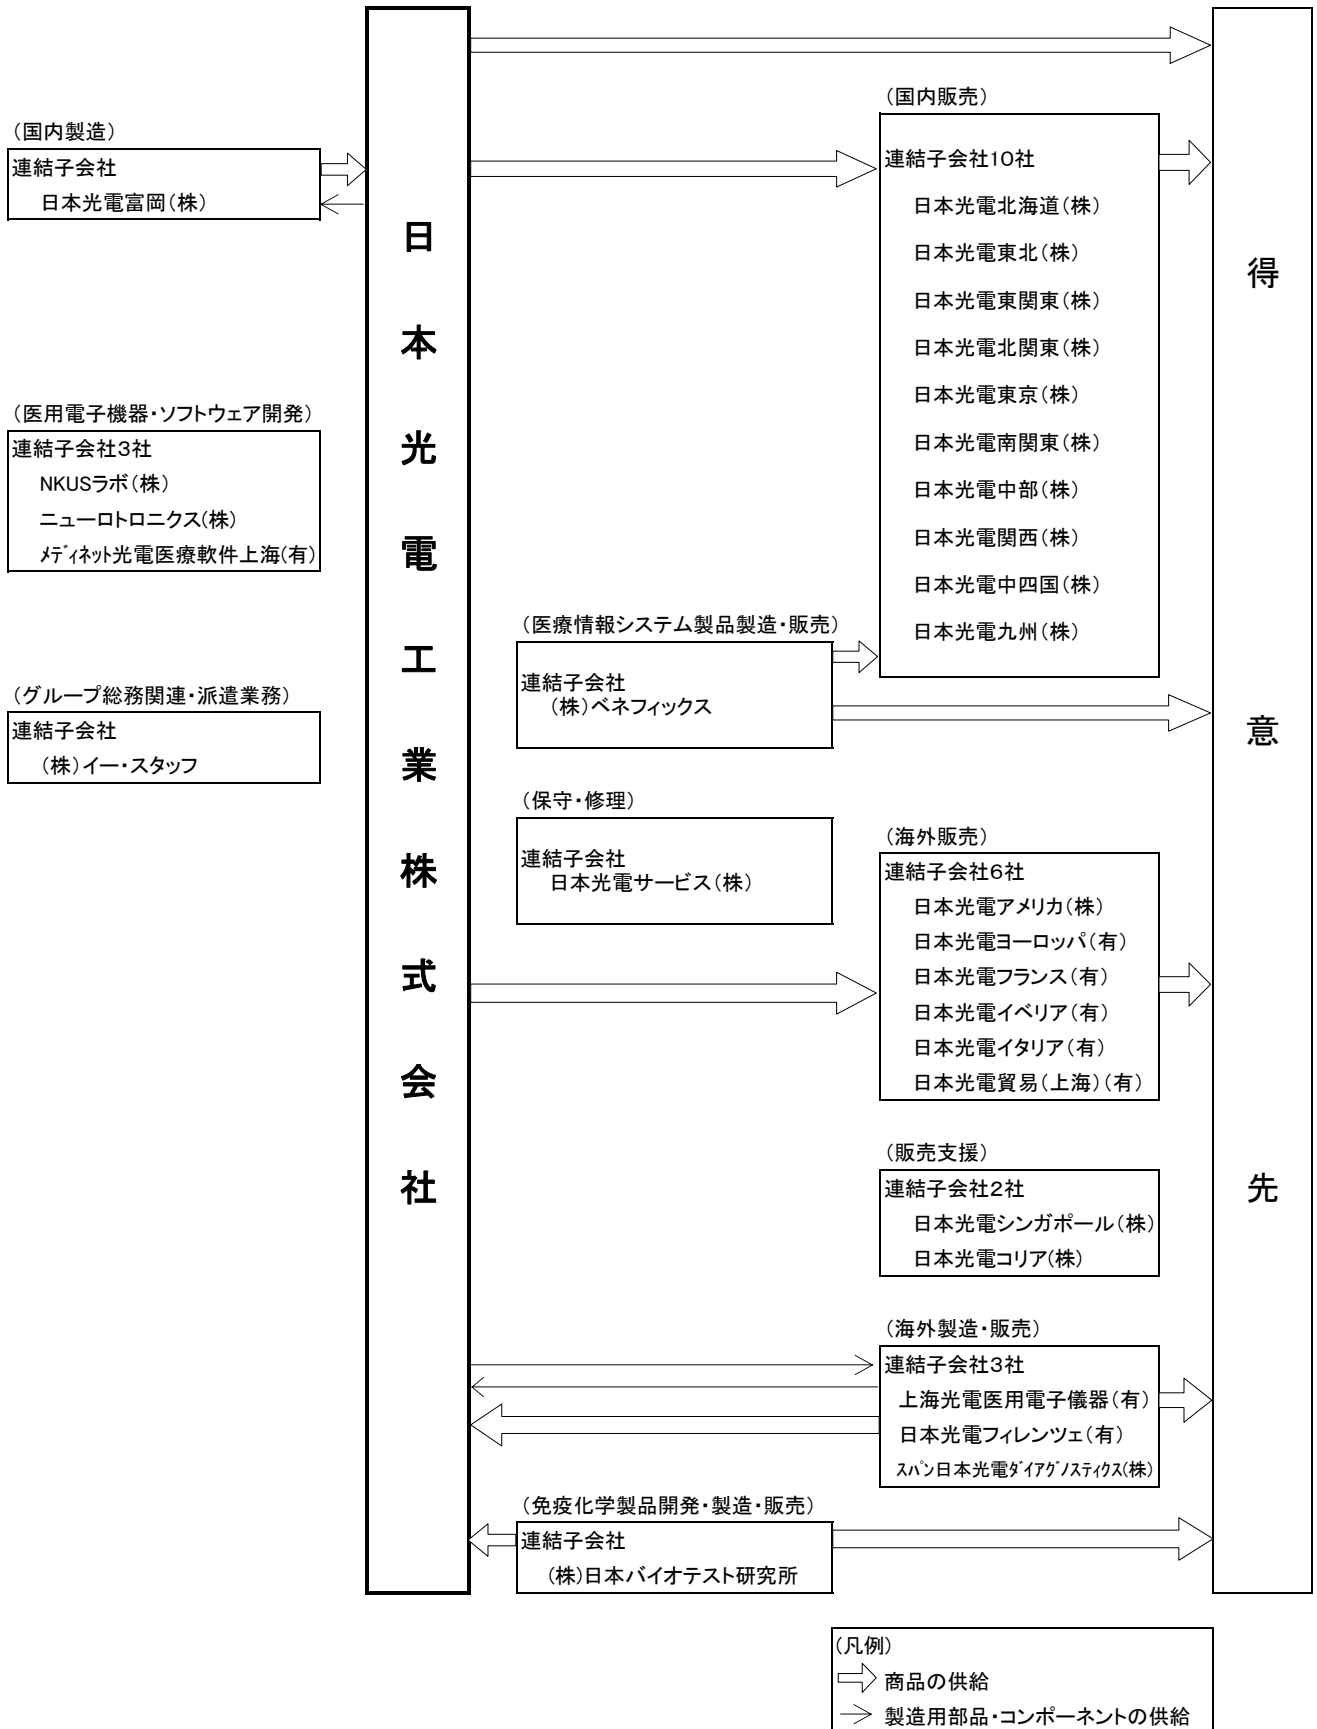 （国内製造）
連結子会社
日本光電富岡（株）
（医用電子機器・ソフトウェア開発）
連結子会社3社
NKUSラボ（株）
ニューロトロニクス(株）
ﾒﾃﾞｨﾈｯﾄ光電医療軟件上海(有)
（グループ総務関連・派遣業務）
連結子会社
（株）イー・スタッフ
日本光電工業株式会社
（医療情報システム製品製造・販売）
連結子会社
（株）ベネフィックス
（保守・修理）
連結子会社
日本光電サービス（株）
（国内販売）
連結子会社10社
日本光電北海道（株）
日本光電東北（株）
日本光電東関東（株）
日本光電北関東（株）
日本光電東京（株）
日本光電南関東（株）
日本光電中部（株）
日本光電関西（株）
日本光電中四国（株）
日本光電九州（株）
（海外販売）
連結子会社6社
日本光電アメリカ（株）
日本光電ヨーロッパ（有）
日本光電フランス（有）
日本光電イベリア（有）
日本光電イタリア（有）
日本光電貿易（上海）（有）
（販売支援）
連結子会社2社
日本光電シンガポール（株）
日本光電コリア(株）
（海外製造・販売）
連結子会社3社
上海光電医用電子儀器（有）
日本光電フィレンツェ（有）
ｽﾊﾟﾝ日本光電ﾀﾞｲｱｸﾞﾉｽﾃｨｸｽ(株)
（免疫化学製品開発・製造・販売）
連結子会社
(株)日本バイオテスト研究所
得意先
（凡例）
商品の供給
製造用部品・コンポーネントの供給